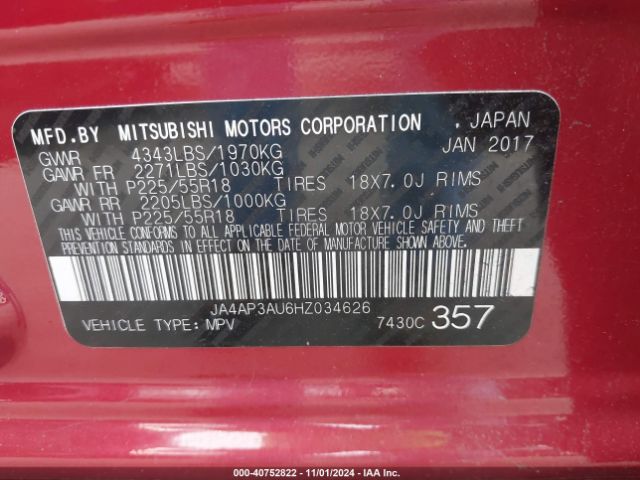 MFD.BY MITSUBISHI MOTORS CORPORATION , JAPAN
GVWR 4343LBS/1970KG JAN 2017
GAWR FR 2271LBS/1030KG
WITH P225/55R18 TIRES 18X7.0J RIMS
GAWR RR 2205LBS/1000KG
WITH P225/55R18 TIRES 18X7.0J RIMS
THIS VEHICLE CONFORMS TO ALL APPLICABLE FEDERAL MOTOR VEHICLE SAFETY AND
THEFT PREVENTION STANDARDS IN EFFECT ON THE DATE OF MANUFACTURE SHOWN ABOVE.
JA4AP3AU6HZ034626
VEHICLE TYPE: MPV 7430C 357
000-40752822 - 11/01/2024 - IAA Inc.